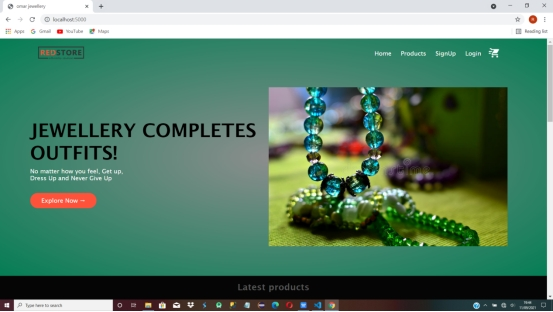 omar jewellery
localhost:5000
Apps
Gmail
YouTube
Maps
Reading list
REDSTORE
Home
Products
SignUp
Login
JEWELLERY COMPLETES
OUTFITS!
No matter how you feel, Get up,
Dress Up and Never Give Up
Explore Now →
Latest products
Type here to search